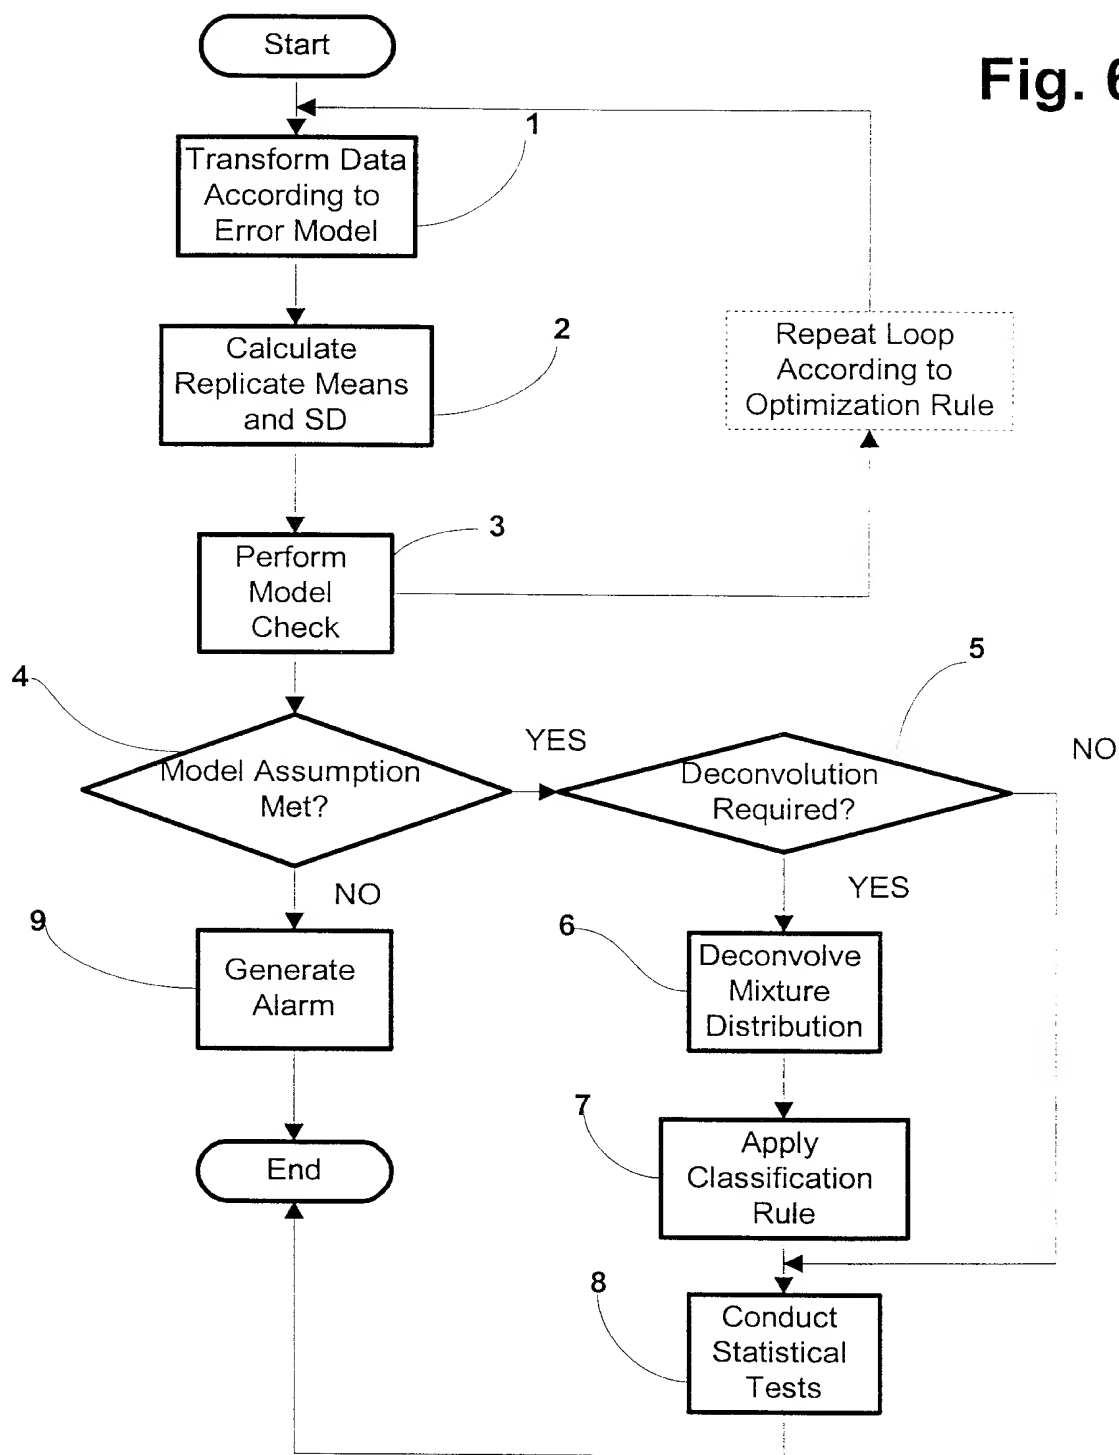 Start
Fig. 6
1
Transform Data
According to
Error Model
2
Calculate
Replicate Means
and SD
Repeat Loop
According to
Optimization Rule
3
Perform
Model
Check
4
Model Assumption
Met?
YES
5
Deconvolution
Required?
NO
NO
YES
9
Generate
Alarm
6
Deconvolve
Mixture
Distribution
End
7
Apply
Classification
Rule
8
Conduct
Statistical
Tests